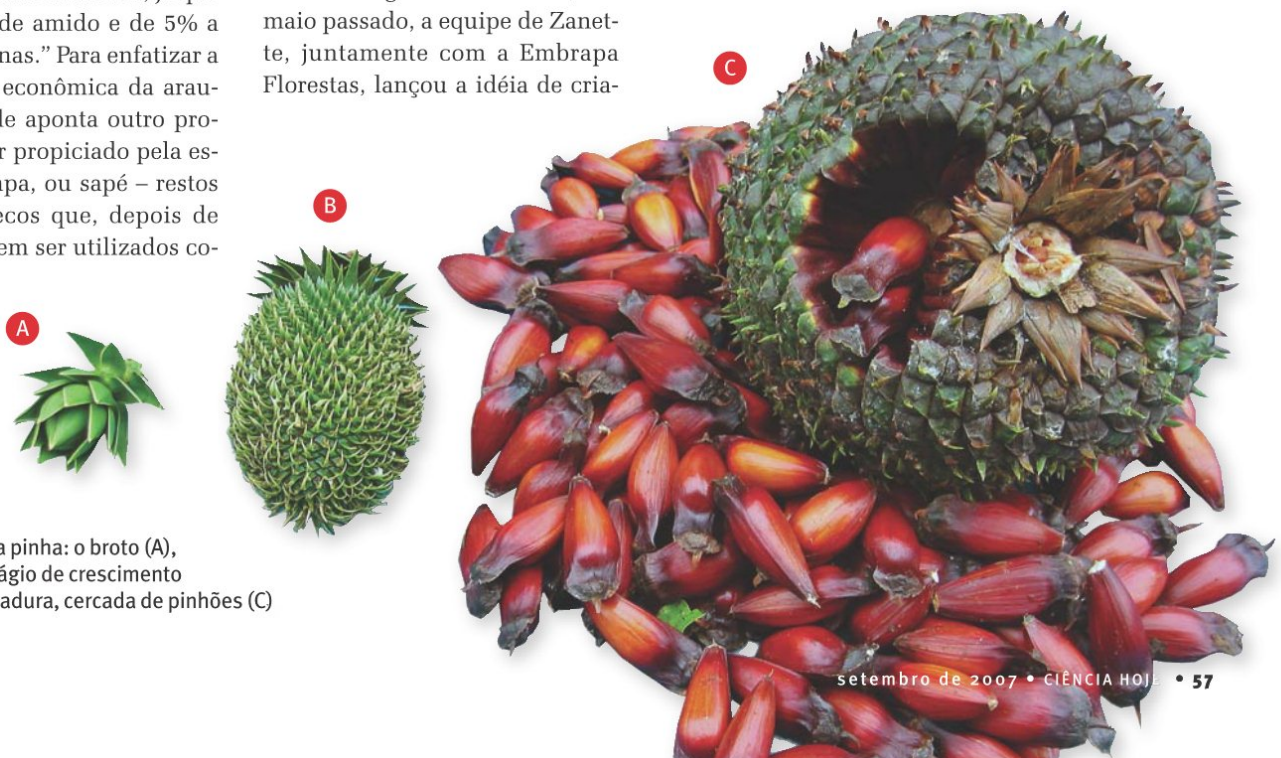 de amido e de 5% a
nas.” Para enfatizar a
econômica da arau-
le aponta outro pro-
r propiciado pela es-
apa, ou sapé – restos
ecos que, depois de
em ser utilizados co-
maio passado, a equipe de Zanet-
te, juntamente com a Embrapa
Florestas, lançou a idéia de cria-
A
B
C
a pinha: o broto (A),
ágio de crescimento
adura, cercada de pinhões (C)
setembro de 2007 • CIÊNCIA HOJE • 57